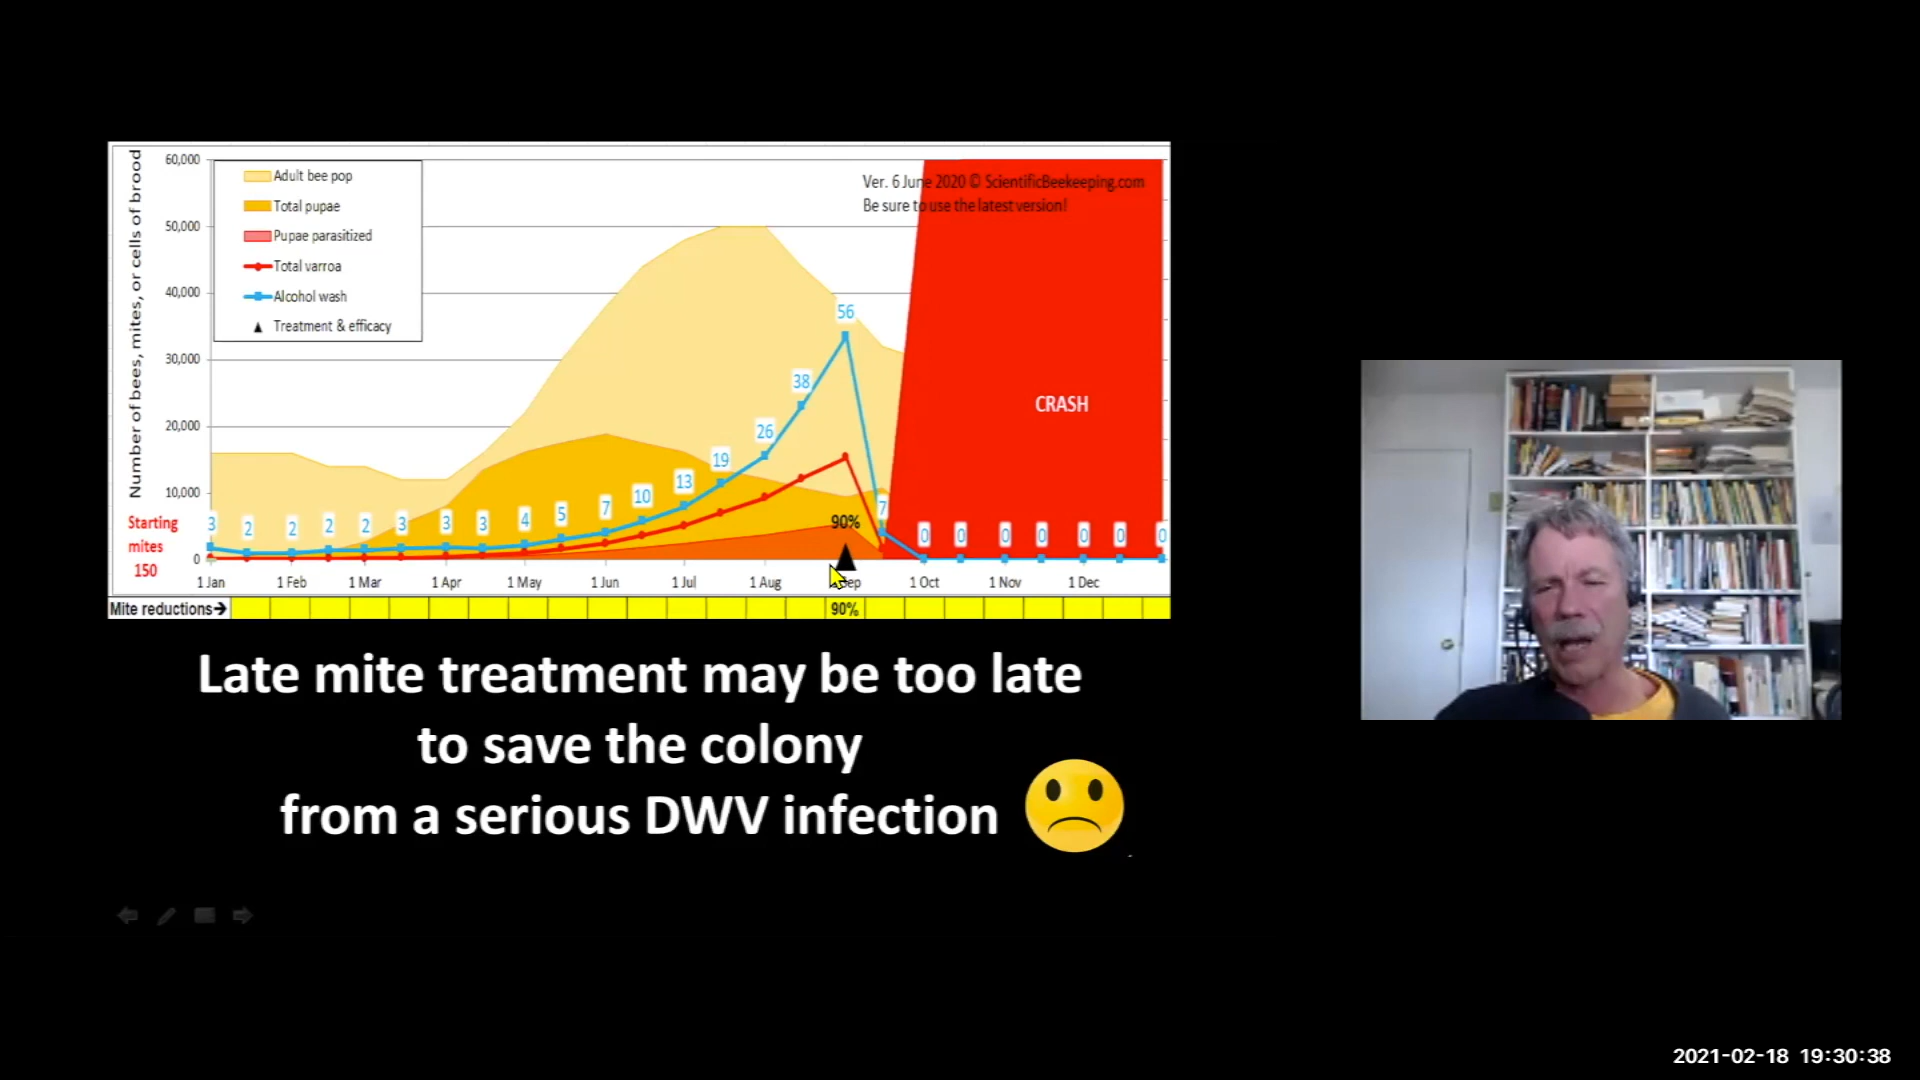 Number of bees, mites, or cells of brood
60,000
50,000
40,000
30,000
20,000
10,000
0
Adult bee pop
Total pupae
Pupae parasitized
Total varroa
Alcohol wash
Treatment & efficacy
Ver. 6 June 2020 © ScientificBeekeeping.com
Be sure to use the latest version!
CRASH
3 2 2 2 2 3 3 3 4 5 7 10 13 19 26 38 56 7 0 0 0 0 0 0 0
90%
Starting
mites
150
1 Jan 1 Feb 1 Mar 1 Apr 1 May 1 Jun 1 Jul 1 Aug 1 Oct 1 Nov 1 Dec
Mite reductions→ 90%
Late mite treatment may be too late
to save the colony
from a serious DWV infection
2021-02-18 19:30:38